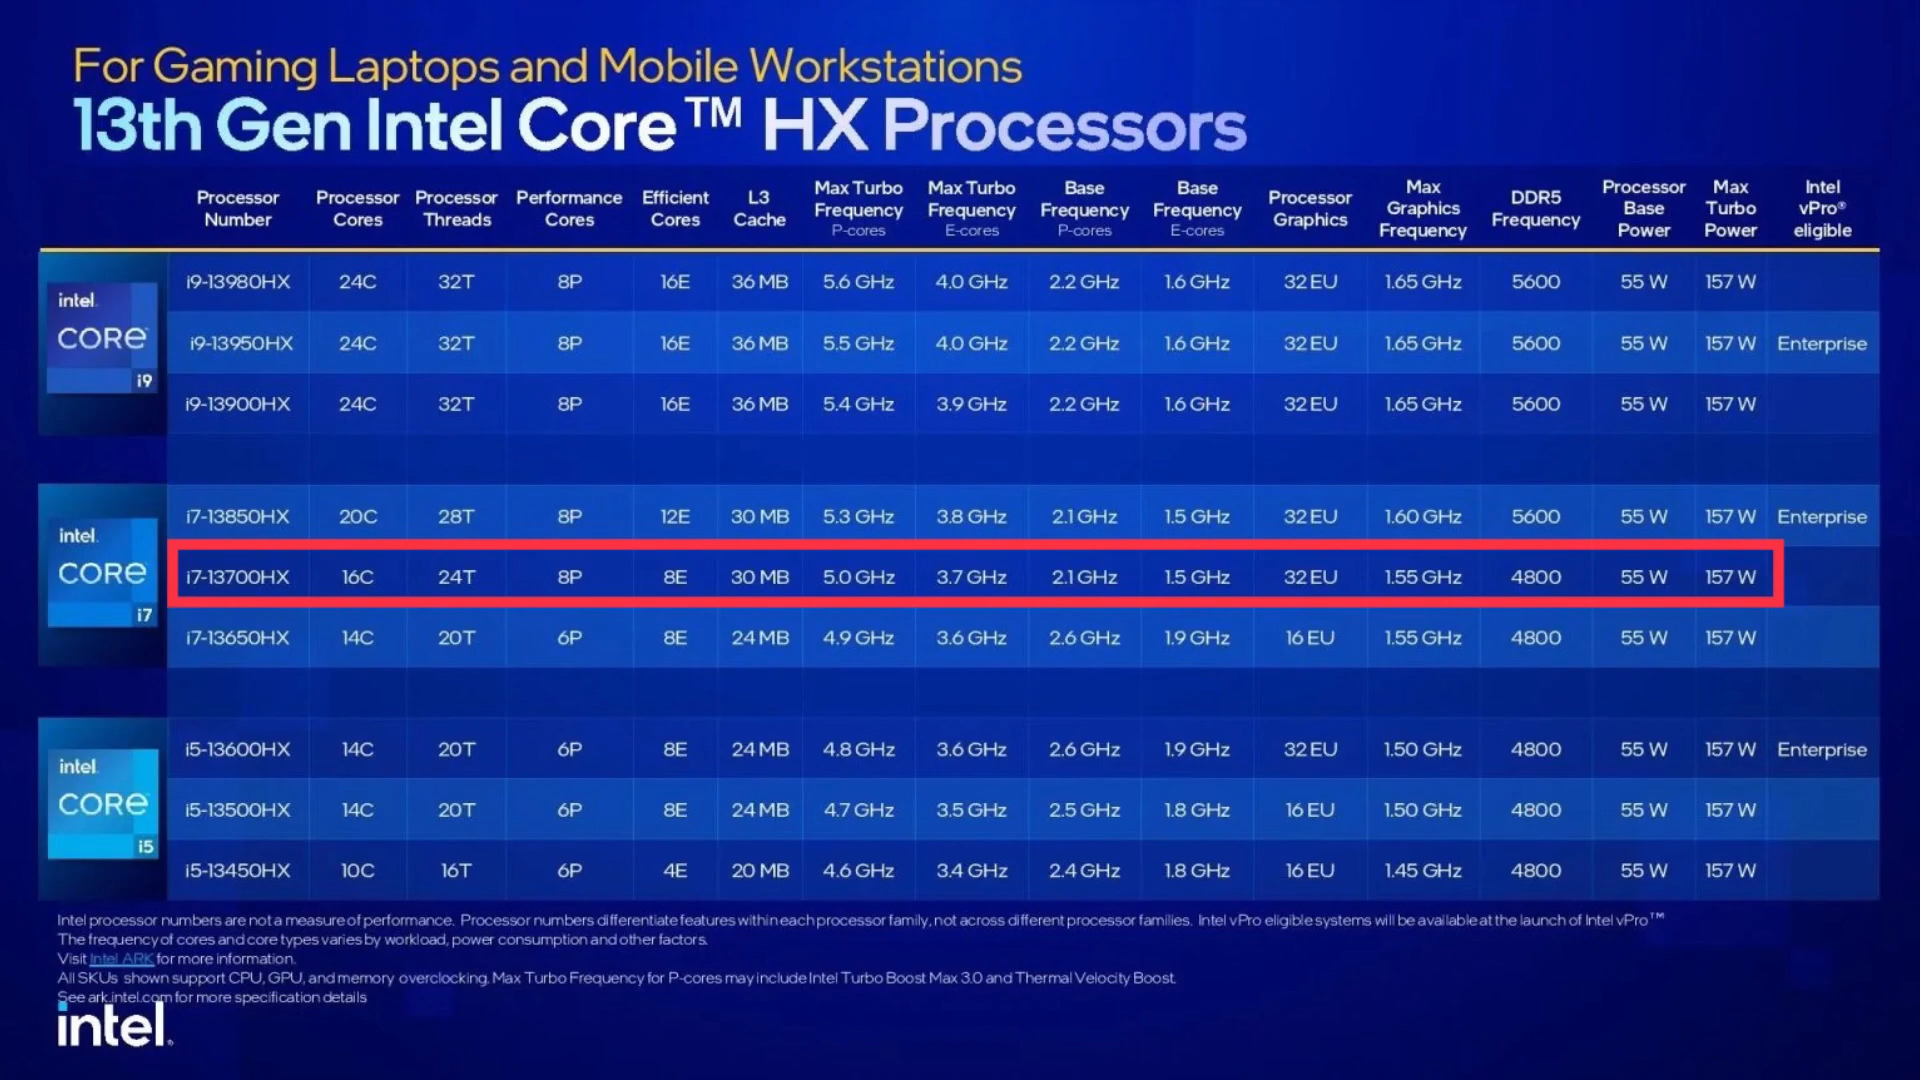 For Gaming Laptops and Mobile Workstations
13th Gen Intel Core™ HX Processors
Processor Number Processor Cores Processor Threads Performance Cores Efficient Cores L3 Cache Max Turbo Frequency P-cores Max Turbo Frequency E-cores Base Frequency P-cores Base Frequency E-cores Processor Graphics Max Graphics Frequency DDR5 Frequency Processor Base Power Max Turbo Power Intel vPro® eligible
intel. CORE i9
i9-13980HX 24C 32T 8P 16E 36 MB 5.6 GHz 4.0 GHz 2.2 GHz 1.6 GHz 32 EU 1.65 GHz 5600 55 W 157 W
i9-13950HX 24C 32T 8P 16E 36 MB 5.5 GHz 4.0 GHz 2.2 GHz 1.6 GHz 32 EU 1.65 GHz 5600 55 W 157 W Enterprise
i9-13900HX 24C 32T 8P 16E 36 MB 5.4 GHz 3.9 GHz 2.2 GHz 1.6 GHz 32 EU 1.65 GHz 5600 55 W 157 W
intel. CORE i7
i7-13850HX 20C 28T 8P 12E 30 MB 5.3 GHz 3.8 GHz 2.1 GHz 1.5 GHz 32 EU 1.60 GHz 5600 55 W 157 W Enterprise
i7-13700HX 16C 24T 8P 8E 30 MB 5.0 GHz 3.7 GHz 2.1 GHz 1.5 GHz 32 EU 1.55 GHz 4800 55 W 157 W
i7-13650HX 14C 20T 6P 8E 24 MB 4.9 GHz 3.6 GHz 2.6 GHz 1.9 GHz 16 EU 1.55 GHz 4800 55 W 157 W
intel. CORE i5
i5-13600HX 14C 20T 6P 8E 24 MB 4.8 GHz 3.6 GHz 2.6 GHz 1.9 GHz 32 EU 1.50 GHz 4800 55 W 157 W Enterprise
i5-13500HX 14C 20T 6P 8E 24 MB 4.7 GHz 3.5 GHz 2.5 GHz 1.8 GHz 16 EU 1.50 GHz 4800 55 W 157 W
i5-13450HX 10C 16T 6P 4E 20 MB 4.6 GHz 3.4 GHz 2.4 GHz 1.8 GHz 16 EU 1.45 GHz 4800 55 W 157 W
Intel processor numbers are not a measure of performance. Processor numbers differentiate features within each processor family, not across different processor families. Intel vPro eligible systems will be available at the launch of Intel vPro™
The frequency of cores and core types varies by workload, power consumption and other factors.
Visit Intel ARK for more information.
All SKUs shown support CPU, GPU, and memory overclocking. Max Turbo Frequency for P-cores may include Intel Turbo Boost Max 3.0 and Thermal Velocity Boost.
See ark.intel.com for more specification details
intel.